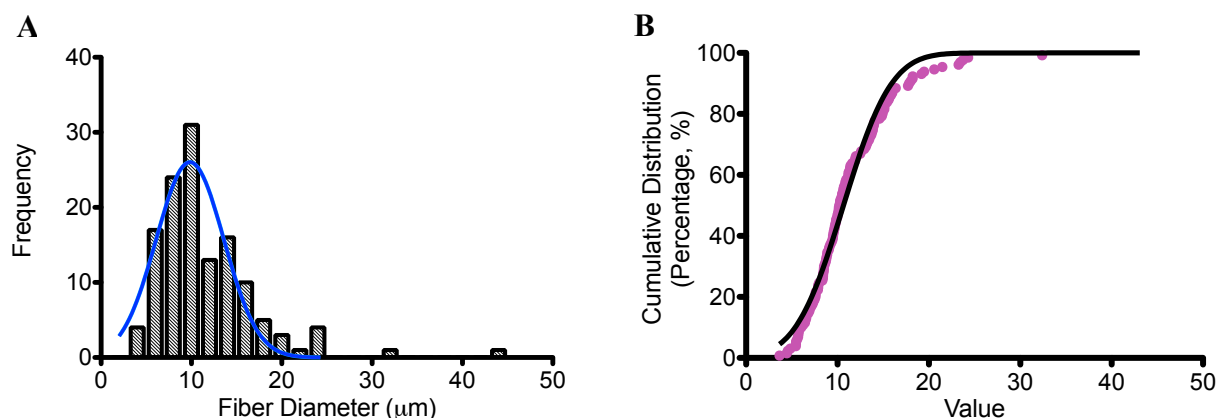 A
Frequency
40
30
20
10
0
0 10 20 30 40 50
Fiber Diameter (μm)
B
Cumulative Distribution
(Percentage, %)
100
80
60
40
20
0
0 10 20 30 40 50
Value